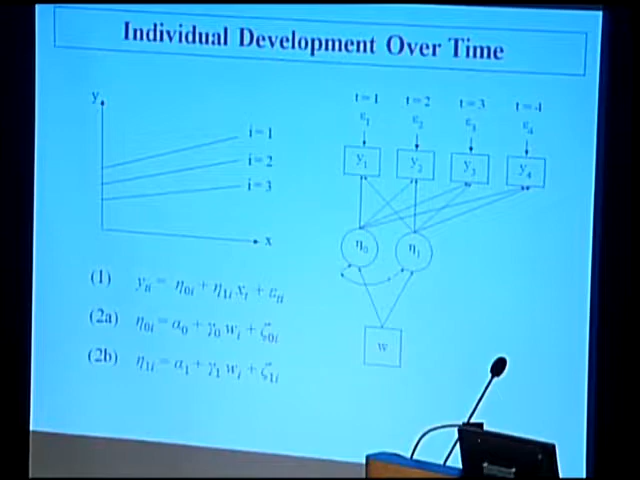 Individual Development Over Time
y
i = 1
i = 2
i = 3
x
t = 1 t = 2 t = 3 t = 4
ε₁ ε₂ ε₃ ε₄
y₁ y₂ y₃ y₄
η₀ η₁
w
(1) yₜᵢ = η₀ᵢ + η₁ᵢ xₜ + εₜᵢ
(2a) η₀ᵢ = α₀ + γ₀ wᵢ + ζ₀ᵢ
(2b) η₁ᵢ = α₁ + γ₁ wᵢ + ζ₁ᵢ